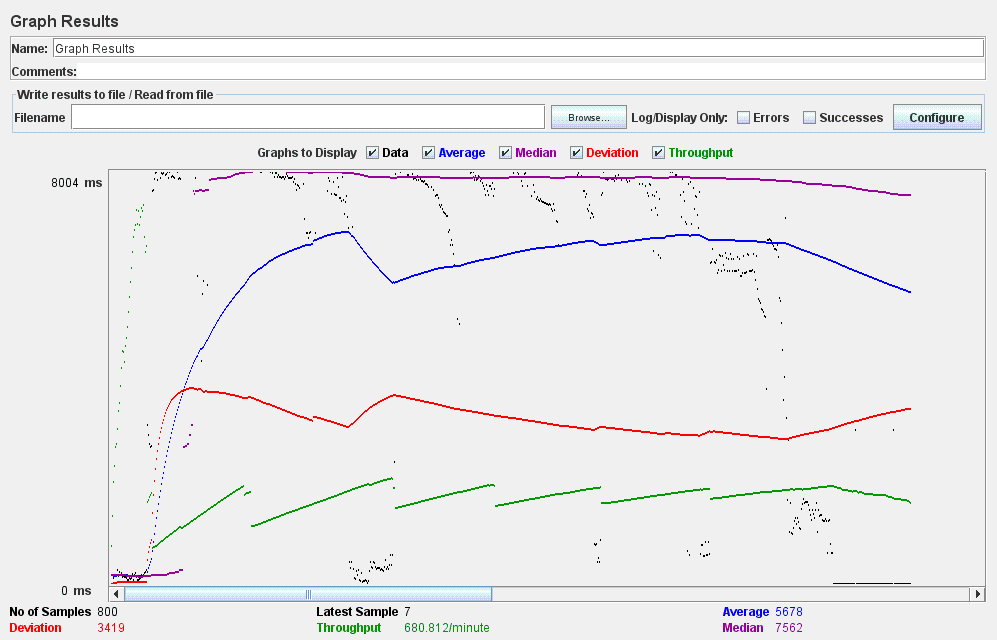 Graph Results
Name: Graph Results
Comments:
Write results to file / Read from file
Filename Browse... Log/Display Only: Errors Successes Configure
Graphs to Display Data Average Median Deviation Throughput
8004 ms
0 ms
No of Samples 800 Latest Sample 7 Average 5678
Deviation 3419 Throughput 680.812/minute Median 7562